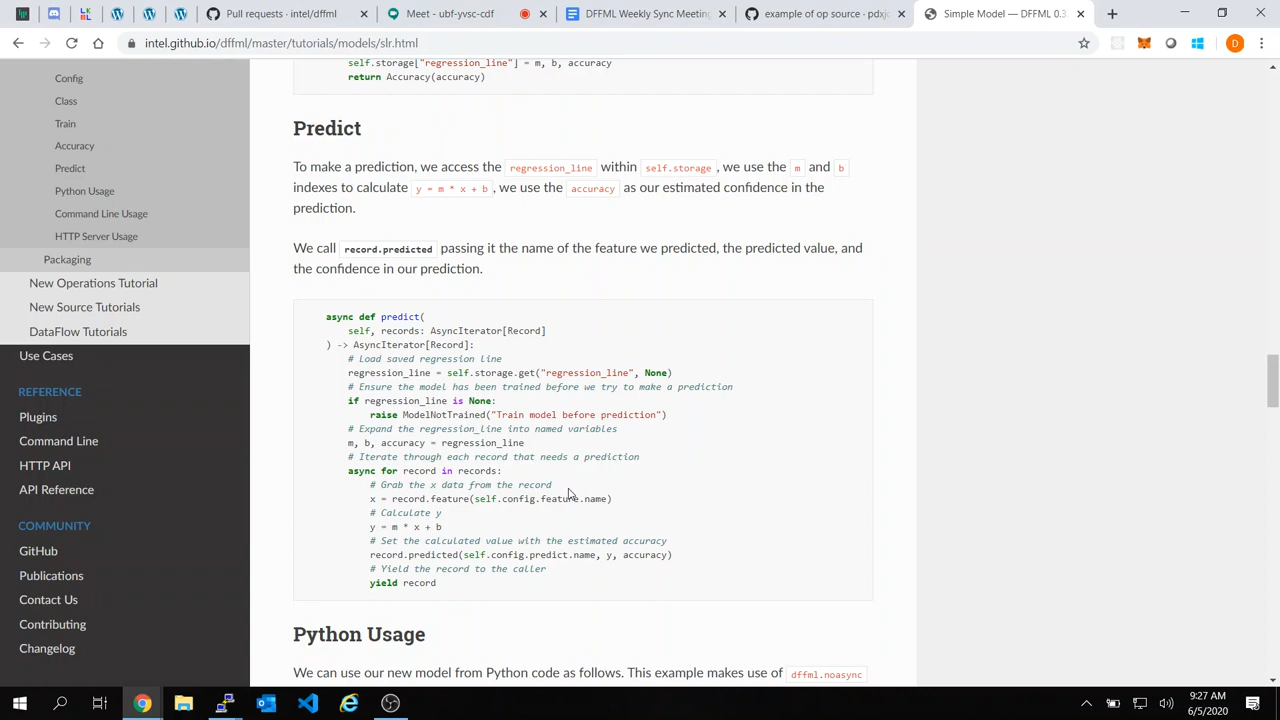 Pull requests · intel/dffml
Meet - ubf-yvsc-cdf
DFFML Weekly Sync Meeting
example of op source - pdxjo
Simple Model — DFFML 0.3
intel.github.io/dffml/master/tutorials/models/slr.html
D
Config
Class
Train
Accuracy
Predict
Python Usage
Command Line Usage
HTTP Server Usage
Packaging
New Operations Tutorial
New Source Tutorials
DataFlow Tutorials
Use Cases
REFERENCE
Plugins
Command Line
HTTP API
API Reference
COMMUNITY
GitHub
Publications
Contact Us
Contributing
Changelog
self.storage["regression_line"] = m, b, accuracy
return Accuracy(accuracy)
Predict
To make a prediction, we access the regression_line within self.storage, we use the m and b
indexes to calculate y = m * x + b, we use the accuracy as our estimated confidence in the
prediction.
We call record.predicted passing it the name of the feature we predicted, the predicted value, and
the confidence in our prediction.
async def predict(
self, records: AsyncIterator[Record]
) -> AsyncIterator[Record]:
# Load saved regression line
regression_line = self.storage.get("regression_line", None)
# Ensure the model has been trained before we try to make a prediction
if regression_line is None:
raise ModelNotTrained("Train model before prediction")
# Expand the regression_line into named variables
m, b, accuracy = regression_line
# Iterate through each record that needs a prediction
async for record in records:
# Grab the x data from the record
x = record.feature(self.config.feature.name)
# Calculate y
y = m * x + b
# Set the calculated value with the estimated accuracy
record.predicted(self.config.predict.name, y, accuracy)
# Yield the record to the caller
yield record
Python Usage
We can use our new model from Python code as follows. This example makes use of dffml.noasync
9:27 AM
6/5/2020